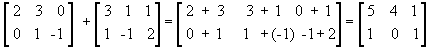 [2 3 0] + [3 1 1] = [2 + 3 3 + 1 0 + 1] = [5 4 1]
[0 1 -1] [1 -1 2] [0 + 1 1 +(-1) -1+2] [1 0 1]